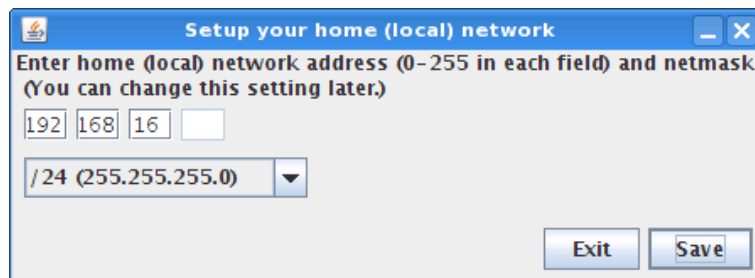 Setup your home (local) network
Enter home (local) network address (0-255 in each field) and netmask
(You can change this setting later.)
192 168 16
/24 (255.255.255.0)
Exit Save